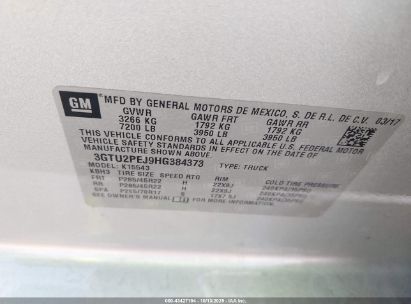 GM
MFD BY GENERAL MOTORS DE MEXICO, S. DE R.L. DE C.V. 03/17
GVWR GAWR FRT GAWR RR
3266 KG 1792 KG 1792 KG
7200 LB 3950 LB 3950 LB
THIS VEHICLE CONFORMS TO ALL APPLICABLE U.S. FEDERAL MOTOR
VEHICLE SAFETY AND THEFT PREVENTION
STANDARDS IN EFFECT ON THE DATE OF
MANUFACTURE SHOWN ABOVE.
3GTU2PEJ9HG384373 TYPE: TRUCK
MODEL: K15543
TIRE SIZE SPEED RTG RIM COLD TIRE PRESSURE
FRT P285/45R22 H 22X9J
RR P285/45R22 H 22X9J
SEE OWNER'S MANUAL FOR MORE INFORMATION.